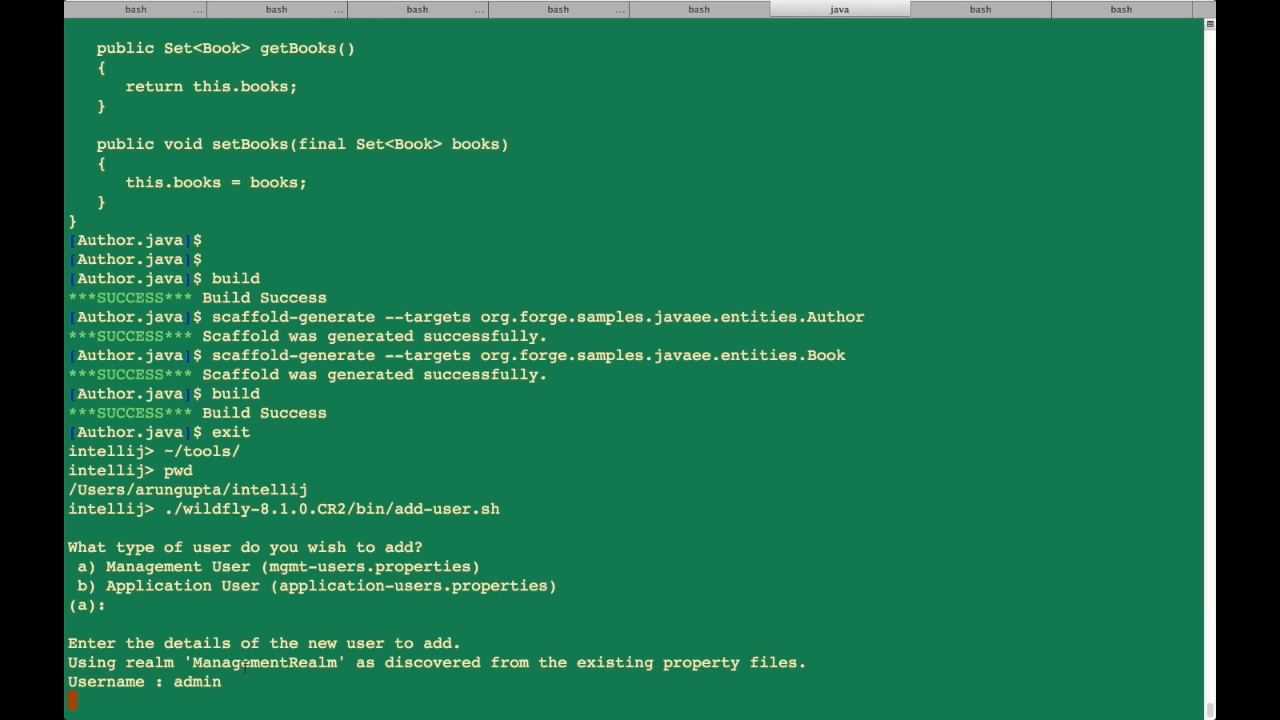 bash ... bash ... bash ... bash ... bash java bash bash
public Set<Book> getBooks()
{
return this.books;
}
public void setBooks(final Set<Book> books)
{
this.books = books;
}
}
[Author.java]$
[Author.java]$
[Author.java]$ build
***SUCCESS*** Build Success
[Author.java]$ scaffold-generate --targets org.forge.samples.javaee.entities.Author
***SUCCESS*** Scaffold was generated successfully.
[Author.java]$ scaffold-generate --targets org.forge.samples.javaee.entities.Book
***SUCCESS*** Scaffold was generated successfully.
[Author.java]$ build
***SUCCESS*** Build Success
[Author.java]$ exit
intellij> ~/tools/
intellij> pwd
/Users/arungupta/intellij
intellij> ./wildfly-8.1.0.CR2/bin/add-user.sh
What type of user do you wish to add?
a) Management User (mgmt-users.properties)
b) Application User (application-users.properties)
(a):
Enter the details of the new user to add.
Using realm 'ManagementRealm' as discovered from the existing property files.
Username : admin